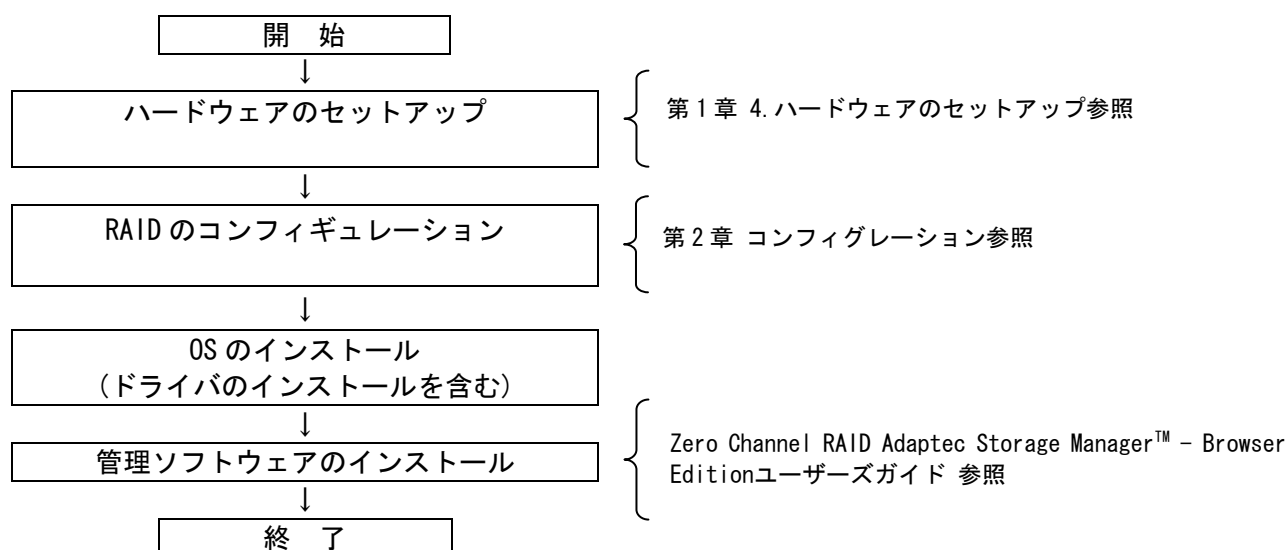 開 始
↓
ハードウェアのセットアップ
第1章 4.ハードウェアのセットアップ参照
↓
RAIDのコンフィギュレーション
第2章 コンフィグレーション参照
↓
OSのインストール
(ドライバのインストールを含む)
↓
管理ソフトウェアのインストール
Zero Channel RAID Adaptec Storage Manager™ – Browser
Editionユーザーズガイド 参照
↓
終 了